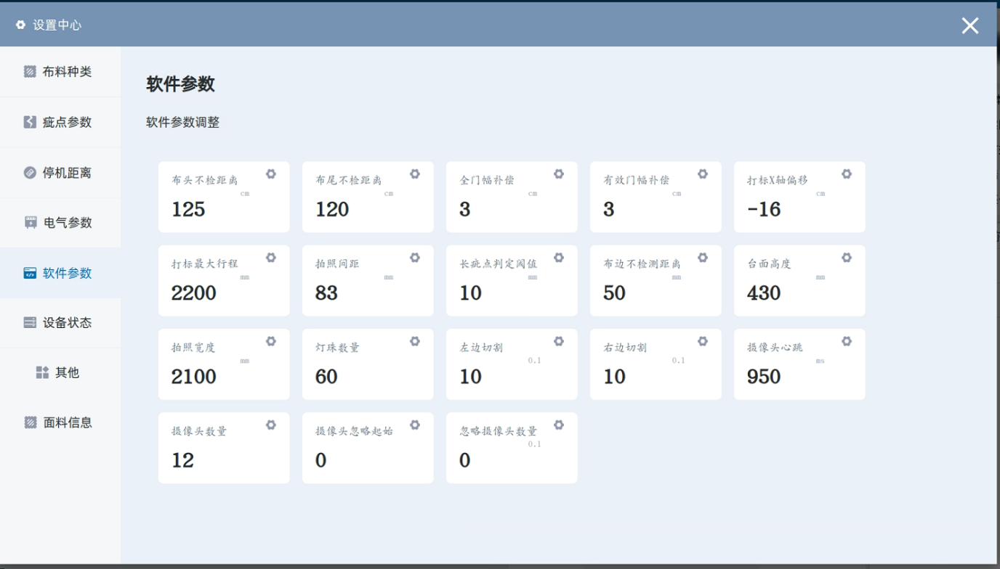 设置中心
布料种类
疵点参数
停机距离
电气参数
软件参数
设备状态
其他
面料信息
软件参数
软件参数调整
布头不检距离
cm
125
布尾不检距离
cm
120
全门幅补偿
cm
3
有效门幅补偿
cm
3
打标X轴偏移
cm
-16
打标最大行程
mm
2200
拍照间距
mm
83
长疵点判定阈值
mm
10
布边不检测距离
mm
50
台面高度
mm
430
拍照宽度
mm
2100
灯珠数量
60
左边切割
0.1
10
右边切割
0.1
10
摄像头心跳
ms
950
摄像头数量
12
摄像头忽略起始
0
忽略摄像头数量
0.1
0